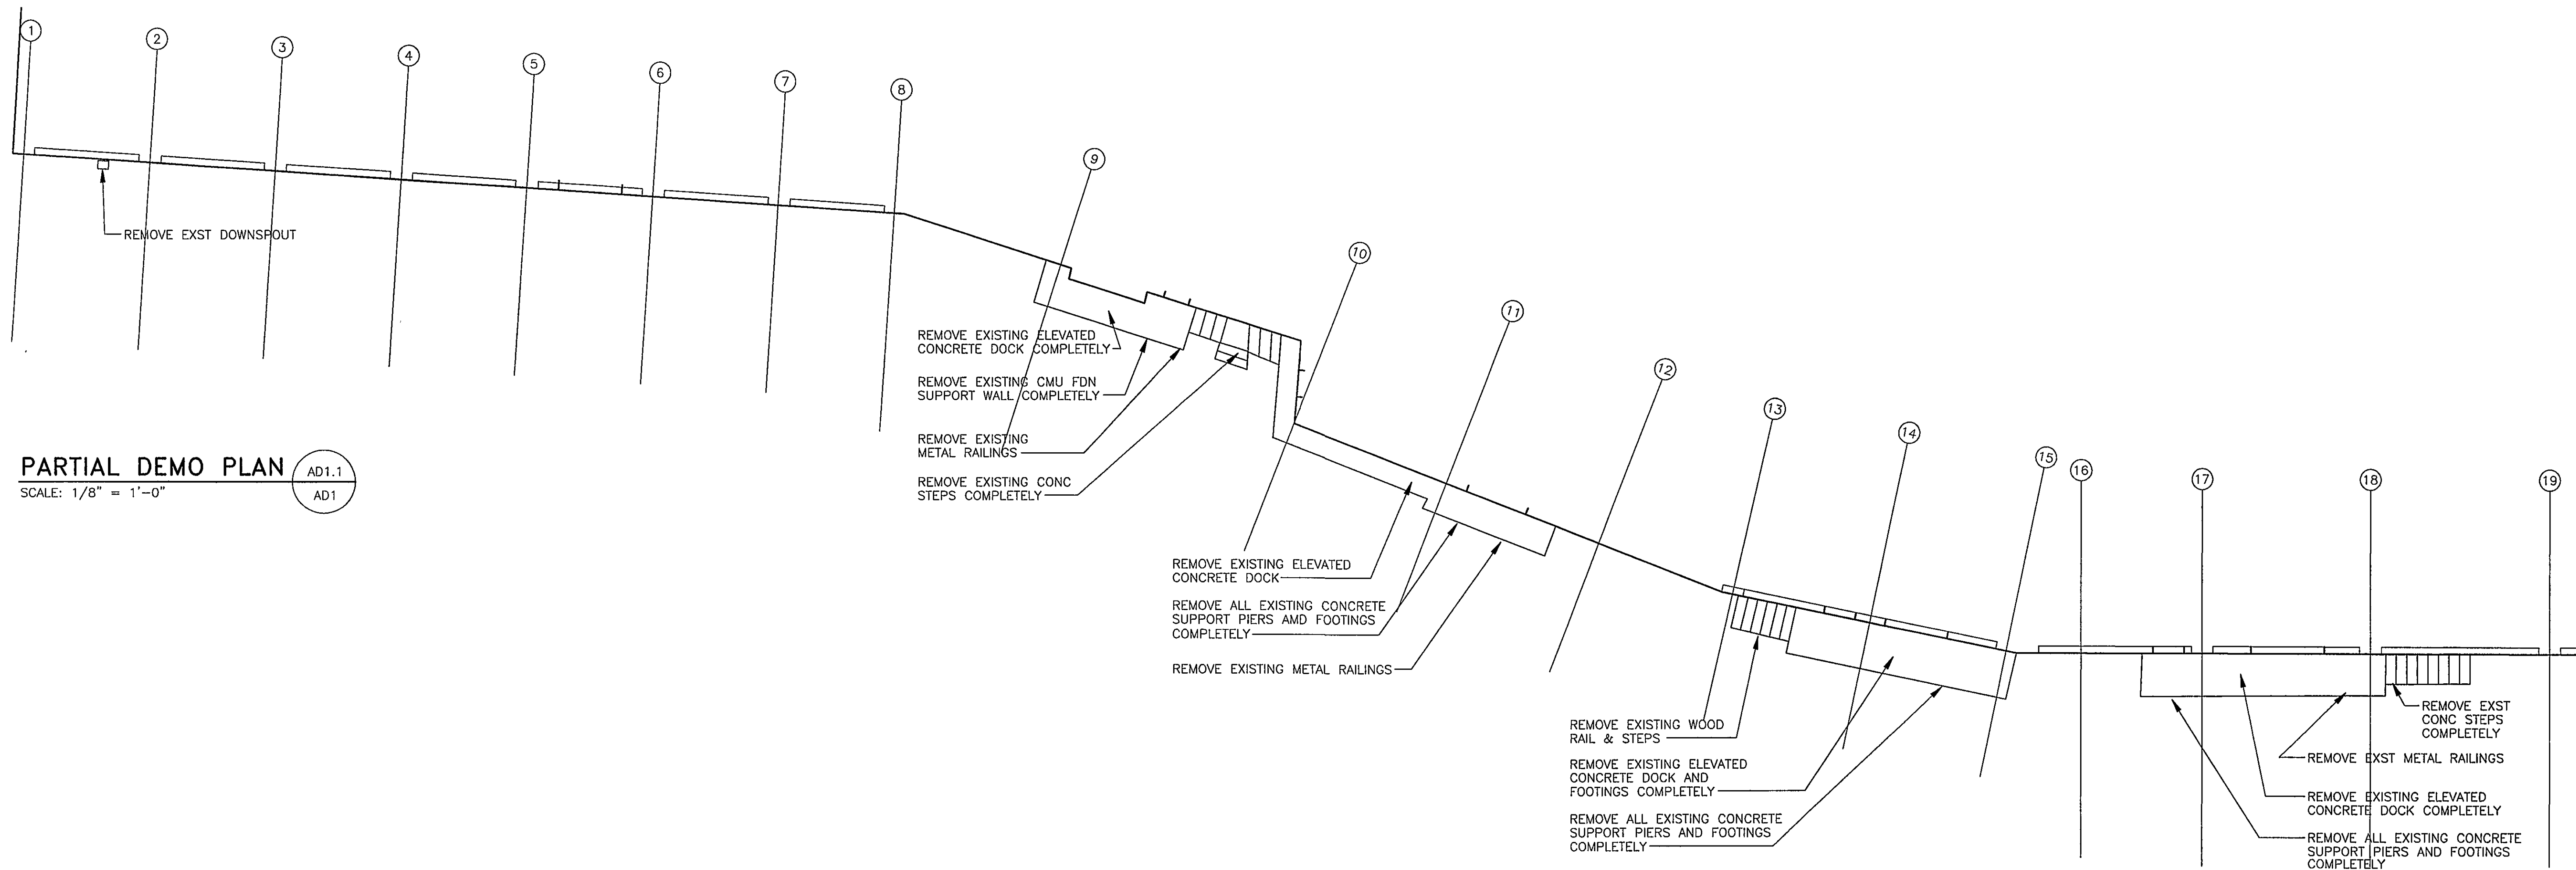 1
2
3
4
5
6
7
8
9
10
11
12
13
14
15
16
17
18
19
REMOVE EXST DOWNSPOUT
PARTIAL DEMO PLAN
SCALE: 1/8" = 1'-0"
AD1.1
AD1
REMOVE EXISTING ELEVATED
CONCRETE DOCK COMPLETELY
REMOVE EXISTING CMU FDN
SUPPORT WALL COMPLETELY
REMOVE EXISTING
METAL RAILINGS
REMOVE EXISTING CONC
STEPS COMPLETELY
REMOVE EXISTING ELEVATED
CONCRETE DOCK
REMOVE ALL EXISTING CONCRETE
SUPPORT PIERS AMD FOOTINGS
COMPLETELY
REMOVE EXISTING METAL RAILINGS
REMOVE EXISTING WOOD
RAIL & STEPS
REMOVE EXISTING ELEVATED
CONCRETE DOCK AND
FOOTINGS COMPLETELY
REMOVE ALL EXISTING CONCRETE
SUPPORT PIERS AND FOOTINGS
COMPLETELY
REMOVE EXST
CONC STEPS
COMPLETELY
REMOVE EXST METAL RAILINGS
REMOVE EXISTING ELEVATED
CONCRETE DOCK COMPLETELY
REMOVE ALL EXISTING CONCRETE
SUPPORT PIERS AND FOOTINGS
COMPLETELY